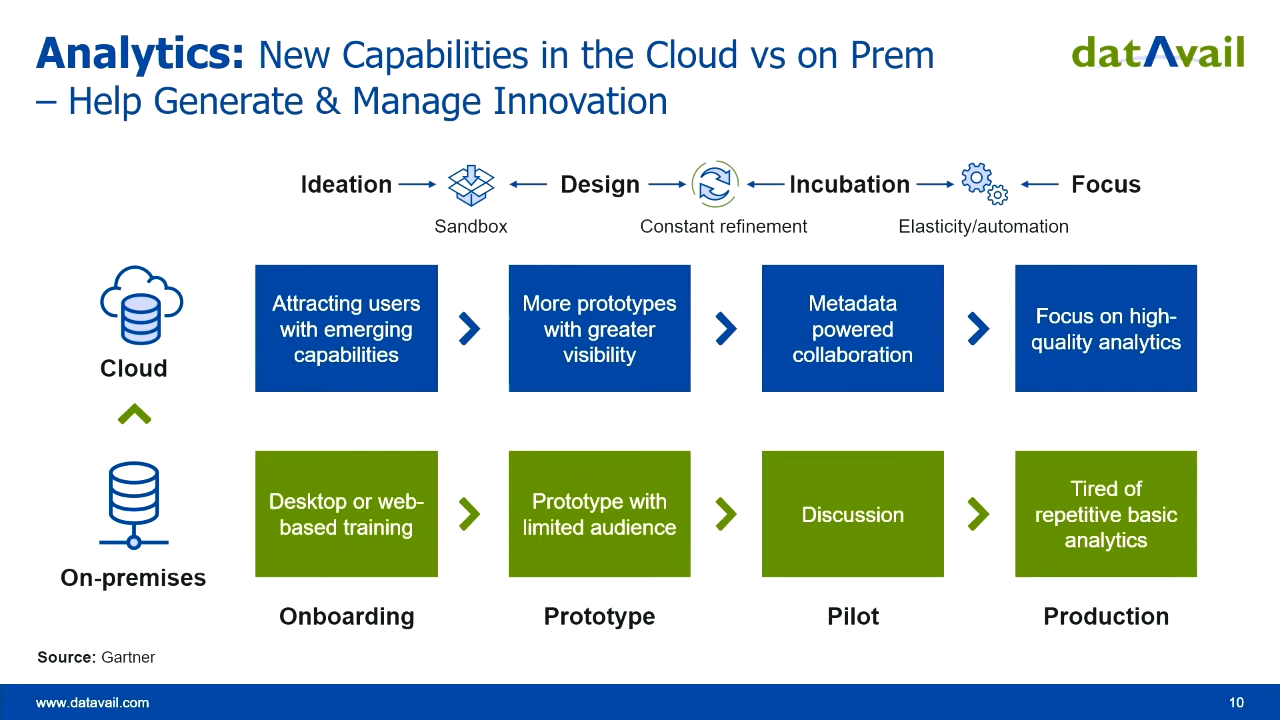 Analytics: New Capabilities in the Cloud vs on Prem
– Help Generate & Manage Innovation
datAvail
Ideation
Design
Incubation
Focus
Sandbox
Constant refinement
Elasticity/automation
Cloud
Attracting users
with emerging
capabilities
More prototypes
with greater
visibility
Metadata
powered
collaboration
Focus on high-
quality analytics
On-premises
Desktop or web-
based training
Prototype with
limited audience
Discussion
Tired of
repetitive basic
analytics
Onboarding
Prototype
Pilot
Production
Source: Gartner
www.datavail.com
10